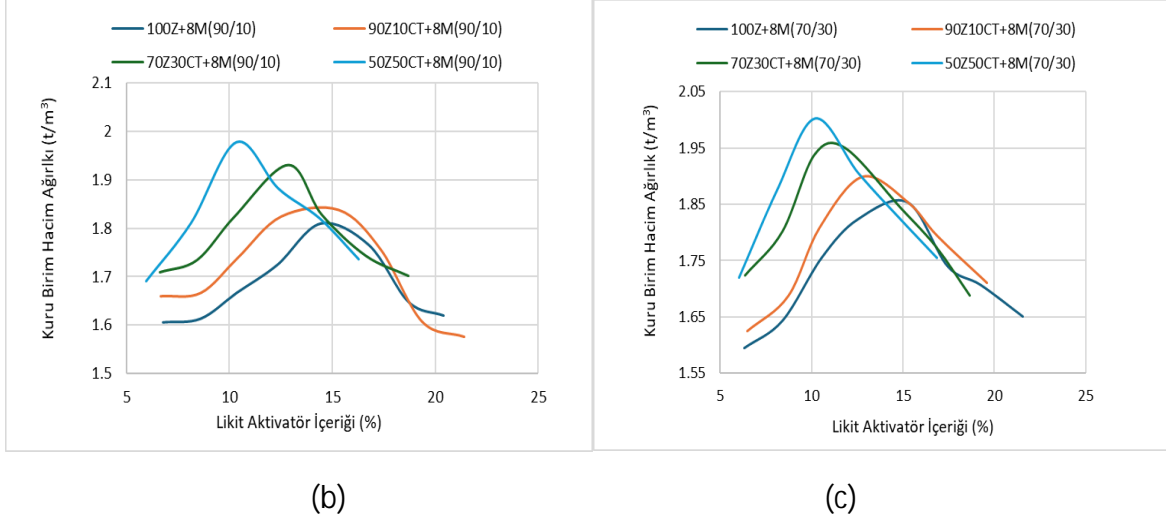 100Z+8M(90/10) 90Z10CT+8M(90/10)
70Z30CT+8M(90/10) 50Z50CT+8M(90/10)
Kuru Birim Hacim Ağırlkı (t/m³)
2.1
2
1.9
1.8
1.7
1.6
1.5
5 10 15 20 25
Likit Aktivatör İçeriği (%)
(b)
100Z+8M(70/30) 90Z10CT+8M(70/30)
70Z30CT+8M(70/30) 50Z50CT+8M(70/30)
Kuru Birim Hacim Ağırlık (t/m³)
2.05
1.95
1.85
1.75
1.65
1.55
5 10 15 20 25
Likit Aktivatör İçeriği (%)
(c)